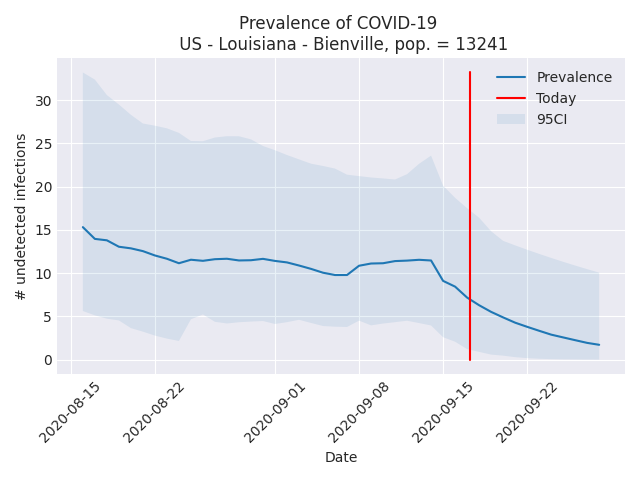 Prevalence of COVID-19
US - Louisiana - Bienville, pop. = 13241
# undetected infections
30
25
20
15
10
5
0
Prevalence
Today
95CI
2020-08-15
2020-08-22
2020-09-01
2020-09-08
2020-09-15
2020-09-22
Date